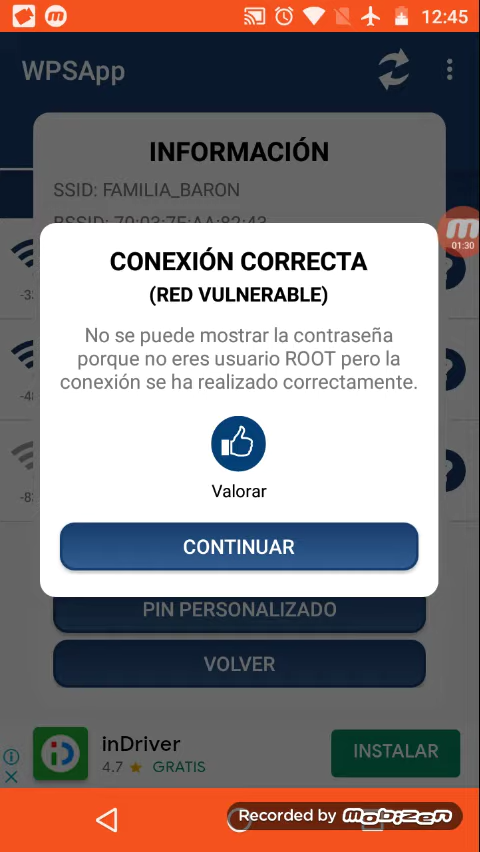 12:45
WPSApp
INFORMACIÓN
SSID: FAMILIA_BARON
01:30
CONEXIÓN CORRECTA
(RED VULNERABLE)
No se puede mostrar la contraseña
porque no eres usuario ROOT pero la
conexión se ha realizado correctamente.
Valorar
CONTINUAR
PIN PERSONALIZADO
VOLVER
inDriver
4.7 ★ GRATIS
INSTALAR
Recorded by Mobizen